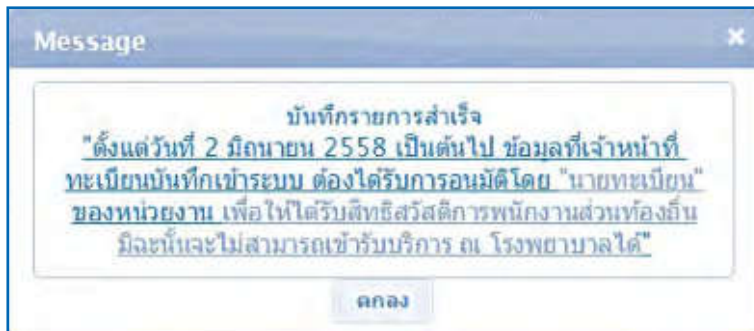 Message
บันทึกรายการสำเร็จ
"ตั้งแต่วันที่ 2 มิถุนายน 2558 เป็นต้นไป ข้อมูลที่เจ้าหน้าที่
ทะเบียนบันทึกเข้าระบบ ต้องได้รับการอนุมัติโดย "นายทะเบียน"
ของหน่วยงาน เพื่อให้ได้รับสิทธิสวัสดิการพนักงานส่วนท้องถิ่น
มิฉะนั้นจะไม่สามารถเข้ารับบริการ ณ โรงพยาบาลได้"
ตกลง